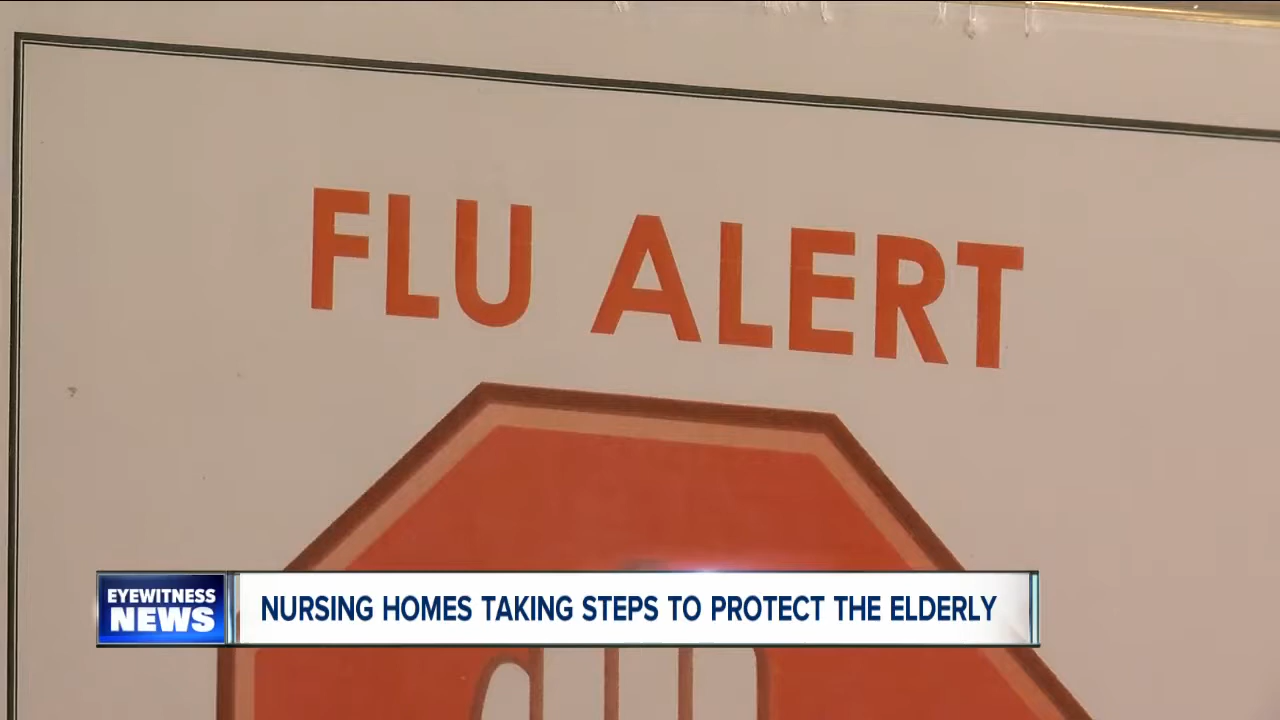 FLU ALERT
EYEWITNESS
NEWS
NURSING HOMES TAKING STEPS TO PROTECT THE ELDERLY